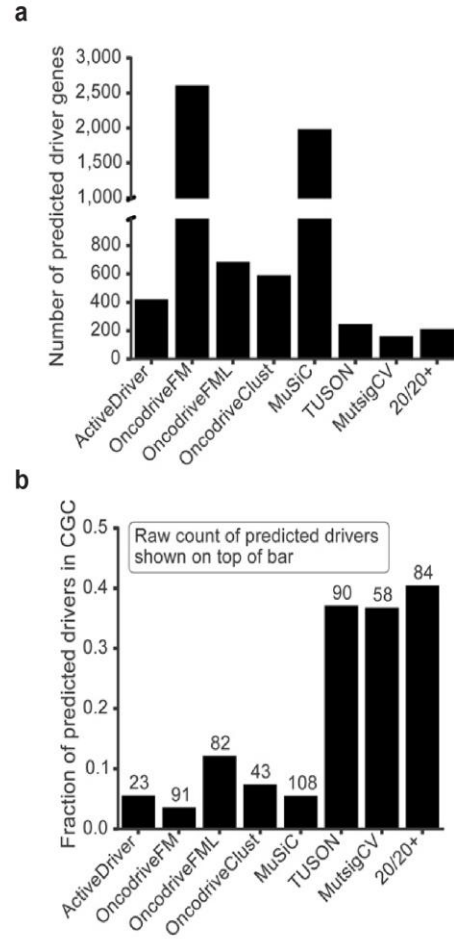 a
Number of predicted driver genes
3,000
2,500
2,000
1,500
1,000
800
600
400
200
0
ActiveDriver
OncodriveFM
OncodriveFML
OncodriveClust
MuSiC
TUSON
MutsigCV
20/20+
b
Fraction of predicted drivers in CGC
0.5
0.4
0.3
0.2
0.1
0.0
Raw count of predicted drivers
shown on top of bar
23
91
82
43
108
90
58
84
ActiveDriver
OncodriveFM
OncodriveFML
OncodriveClust
MuSiC
TUSON
MutsigCV
20/20+